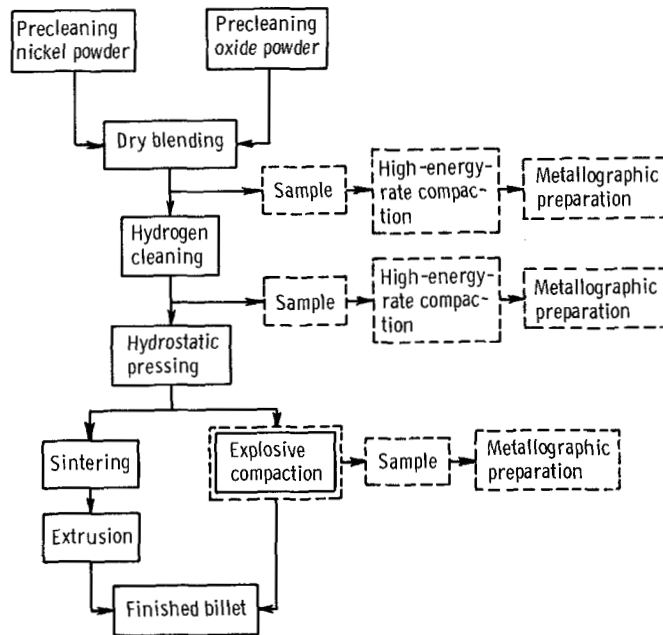 Precleaning
nickel powder
Precleaning
oxide powder
Dry blending
Sample
High-energy-
rate compac-
tion
Metallographic
preparation
Hydrogen
cleaning
Sample
High-energy-
rate compac-
tion
Metallographic
preparation
Hydrostatic
pressing
Sintering
Explosive
compaction
Sample
Metallographic
preparation
Extrusion
Finished billet